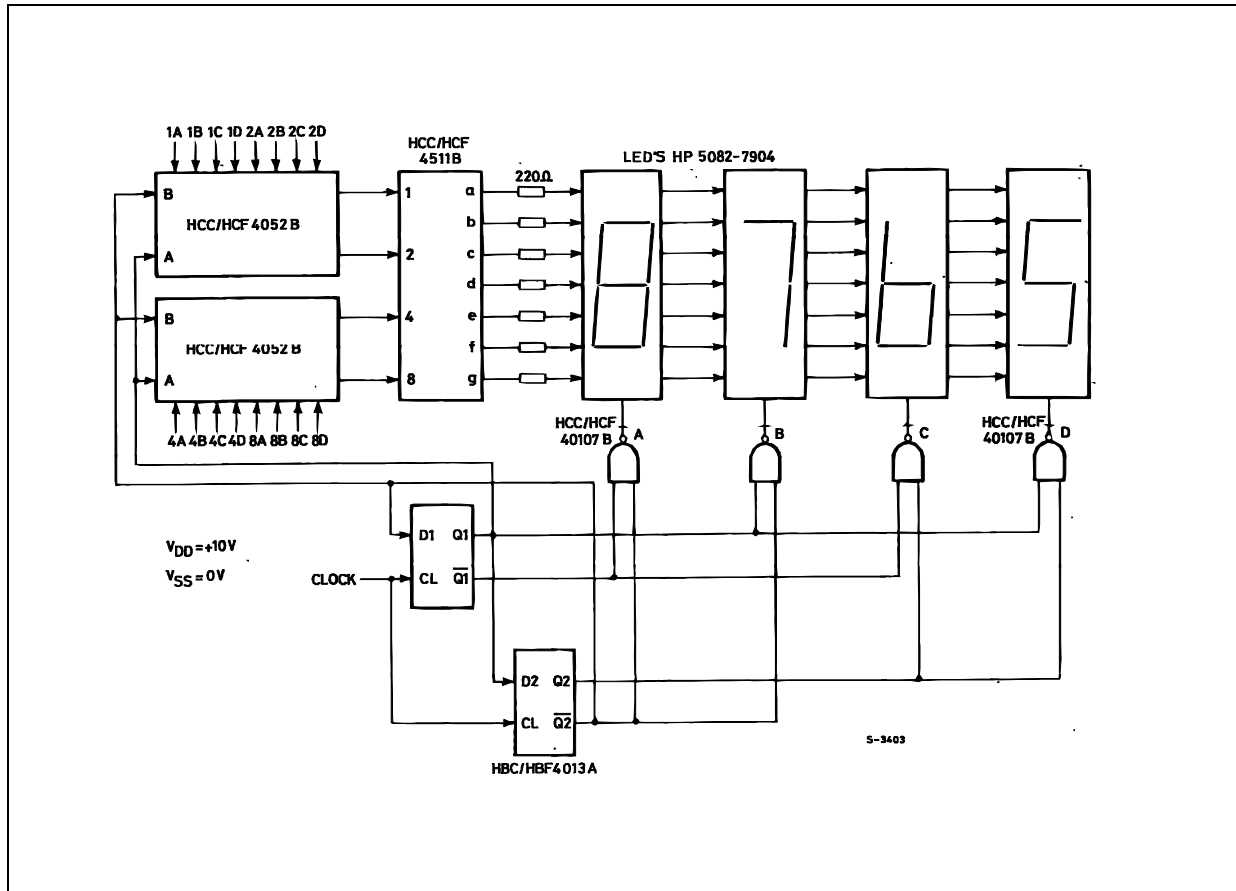 1A 1B 1C 1D 2A 2B 2C 2D
HCC/HCF
4511B
LED'S HP 5082-7904
220Ω
B
HCC/HCF 4052 B
A
1
2
4
8
a
b
c
d
e
f
g
B
HCC/HCF 4052 B
A
4A 4B 4C 4D 8A 8B 8C 8D
HCC/HCF
40107 B
A
B
C
HCC/HCF
40107 B
D
D1 Q1
CL Q1
VDD=+10V
VSS=0V
CLOCK
D2 Q2
CL Q2
HBC/HBF4013A
S-3403